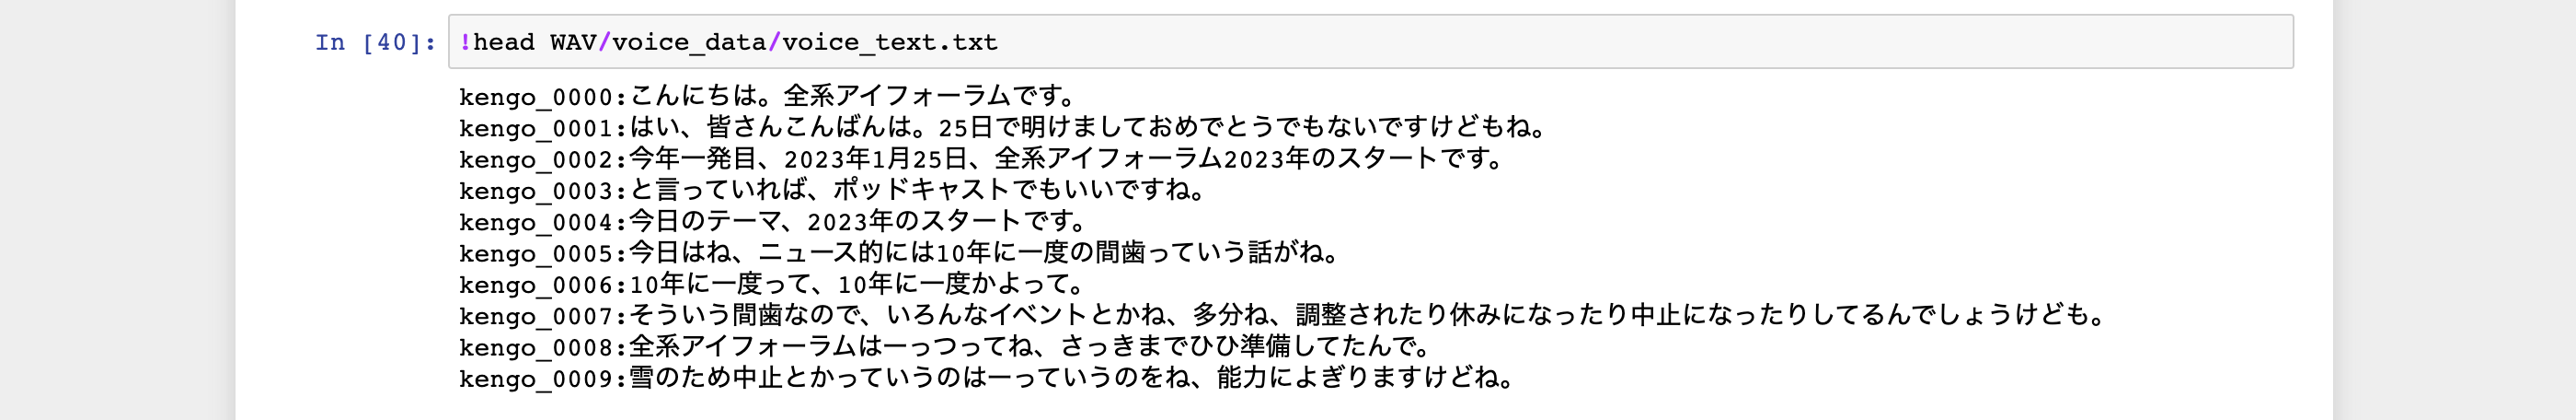 In [40]: !head WAV/voice_data/voice_text.txt
kengo_0000:こんにちは。全系アイフォーラムです。
kengo_0001:はい、皆さんこんばんは。25日で明けましておめでとうでもないですけどもね。
kengo_0002:今年一発目、2023年1月25日、全系アイフォーラム2023年のスタートです。
kengo_0003:と言っていれば、ポッドキャストでもいいですね。
kengo_0004:今日のテーマ、2023年のスタートです。
kengo_0005:今日はね、ニュース的には10年に一度の間歯っていう話がね。
kengo_0006:10年に一度って、10年に一度かよって。
kengo_0007:そういう間歯なので、いろんなイベントとかね、多分ね、調整されたり休みになったり中止になったりしてるんでしょうけども。
kengo_0008:全系アイフォーラムは一っつってね、さっきまでひひ準備してたんで。
kengo_0009:雪のため中止とかっていうのは一っていうのをね、能力によぎりますけどね。